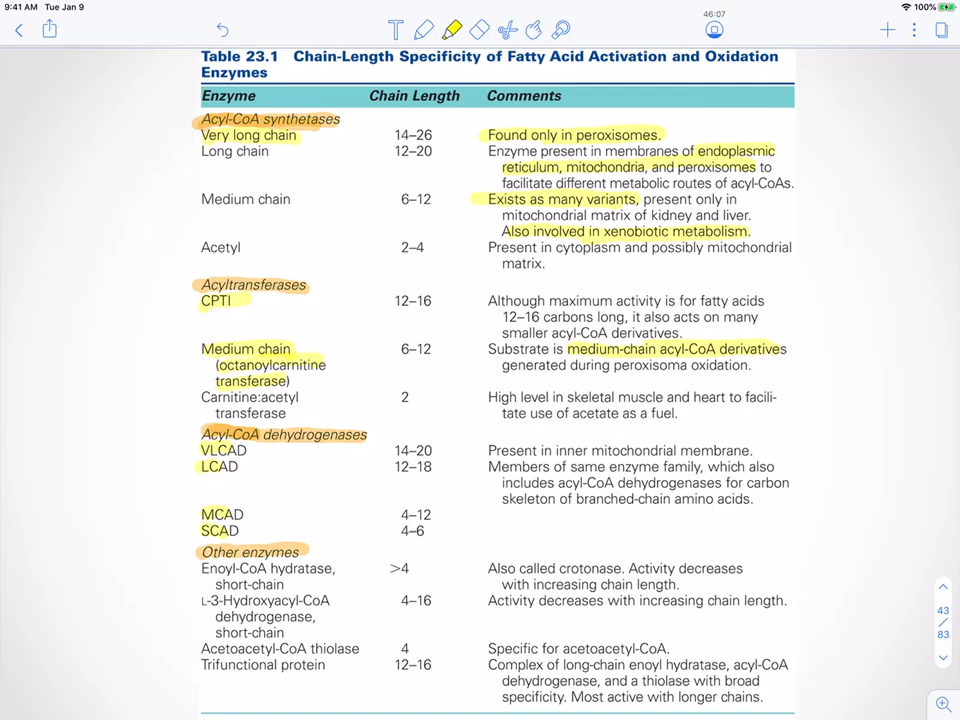 9:41 AM Tue Jan 9
100%
46:07
T
Table 23.1 Chain-Length Specificity of Fatty Acid Activation and Oxidation
Enzymes
Enzyme Chain Length Comments
Acyl-CoA synthetases
Very long chain 14–26 Found only in peroxisomes.
Long chain 12–20 Enzyme present in membranes of endoplasmic
reticulum, mitochondria, and peroxisomes to
facilitate different metabolic routes of acyl-CoAs.
Medium chain 6–12 Exists as many variants, present only in
mitochondrial matrix of kidney and liver.
Also involved in xenobiotic metabolism.
Acetyl 2–4 Present in cytoplasm and possibly mitochondrial
matrix.
Acyltransferases
CPTI 12–16 Although maximum activity is for fatty acids
12–16 carbons long, it also acts on many
smaller acyl-CoA derivatives.
Medium chain 6–12 Substrate is medium-chain acyl-CoA derivatives
(octanoylcarnitine generated during peroxisoma oxidation.
transferase)
Carnitine:acetyl 2 High level in skeletal muscle and heart to facili-
transferase tate use of acetate as a fuel.
Acyl-CoA dehydrogenases
VLCAD 14–20 Present in inner mitochondrial membrane.
LCAD 12–18 Members of same enzyme family, which also
includes acyl-CoA dehydrogenases for carbon
skeleton of branched-chain amino acids.
MCAD 4–12
SCAD 4–6
Other enzymes
Enoyl-CoA hydratase, >4 Also called crotonase. Activity decreases
short-chain with increasing chain length.
L-3-Hydroxyacyl-CoA 4–16 Activity decreases with increasing chain length.
dehydrogenase,
short-chain
Acetoacetyl-CoA thiolase 4 Specific for acetoacetyl-CoA.
Trifunctional protein 12–16 Complex of long-chain enoyl hydratase, acyl-CoA
dehydrogenase, and a thiolase with broad
specificity. Most active with longer chains.
43
/
83